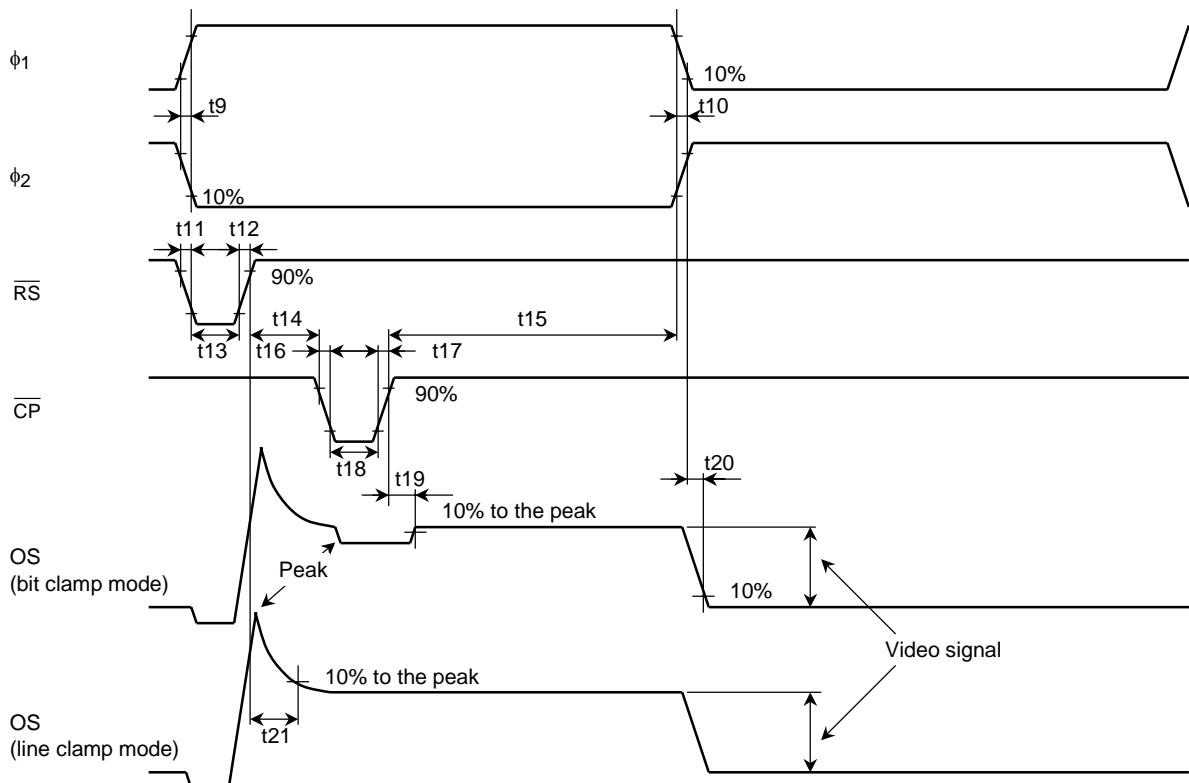 ϕ1
10%
t9
t10
ϕ2
10%
t11
t12
90%
RS
t14
t15
t13
t16
t17
90%
CP
t18
t19
t20
10% to the peak
OS
(bit clamp mode)
Peak
10%
Video signal
10% to the peak
OS
(line clamp mode)
t21